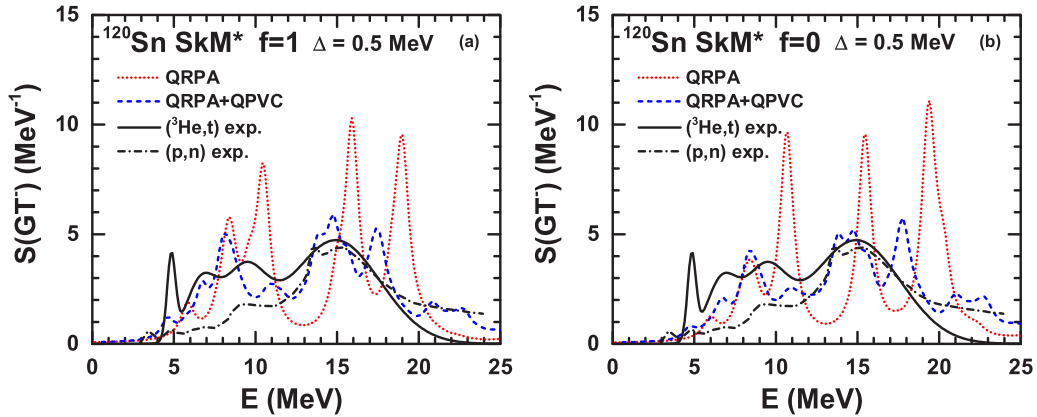 ¹²⁰Sn SkM* f=1 Δ = 0.5 MeV (a)
QRPA
QRPA+QPVC
(³He,t) exp.
(p,n) exp.
S(GT⁻) (MeV⁻¹)
15
10
5
0
0 5 10 15 20 25
E (MeV)
¹²⁰Sn SkM* f=0 Δ = 0.5 MeV (b)
QRPA
QRPA+QPVC
(³He,t) exp.
(p,n) exp.
S(GT⁻) (MeV⁻¹)
15
10
5
0
0 5 10 15 20 25
E (MeV)